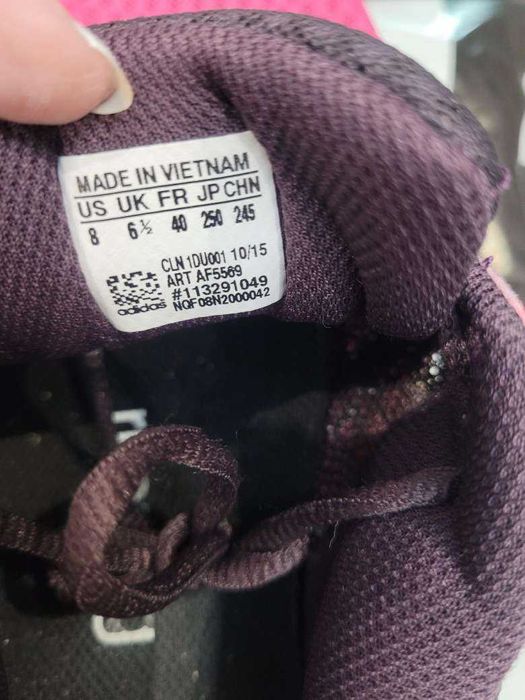 MADE IN VIETNAM
US UK FR JP CHN
8 6½ 40 250 245
CLN 1DU001 10/15
ART AF5569
#113291049
NQF08N2000042
adidas